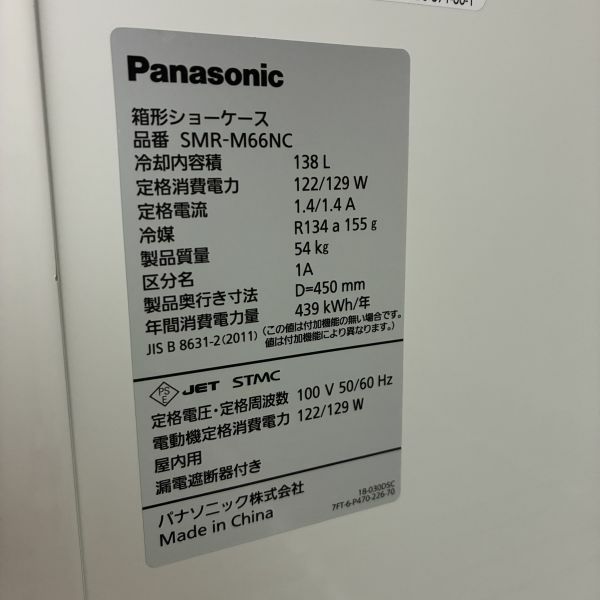 Panasonic
箱形ショーケース
品番 SMR-M66NC
冷却内容積 138 L
定格消費電力 122/129 W
定格電流 1.4/1.4 A
冷媒 R134 a 155 g
製品質量 54 kg
区分名 1A
製品奥行き寸法 D=450 mm
年間消費電力量 439 kWh/年
JIS B 8631-2(2011) (この値は付加機能の無い場合です。
値は付加機能により異なります。)
PS E JET STMC
定格電圧・定格周波数 100 V 50/60 Hz
電動機定格消費電力 122/129 W
屋内用
漏電遮断器付き
パナソニック株式会社 18-030DSC
Made in China 7FT-6-P470-226-70